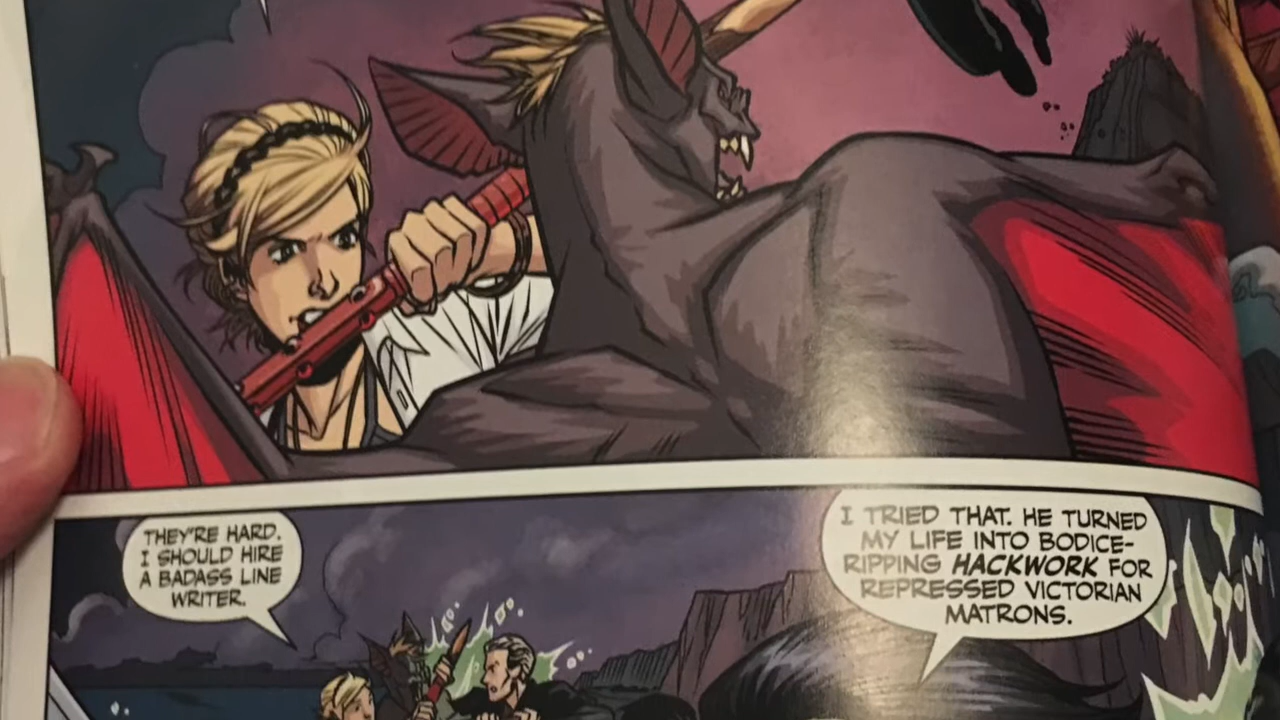 THEY'RE HARD.
I SHOULD HIRE
A BADASS LINE
WRITER.
I TRIED THAT. HE TURNED
MY LIFE INTO BODICE-
RIPPING HACKWORK FOR
REPRESSED VICTORIAN
MATRONS.